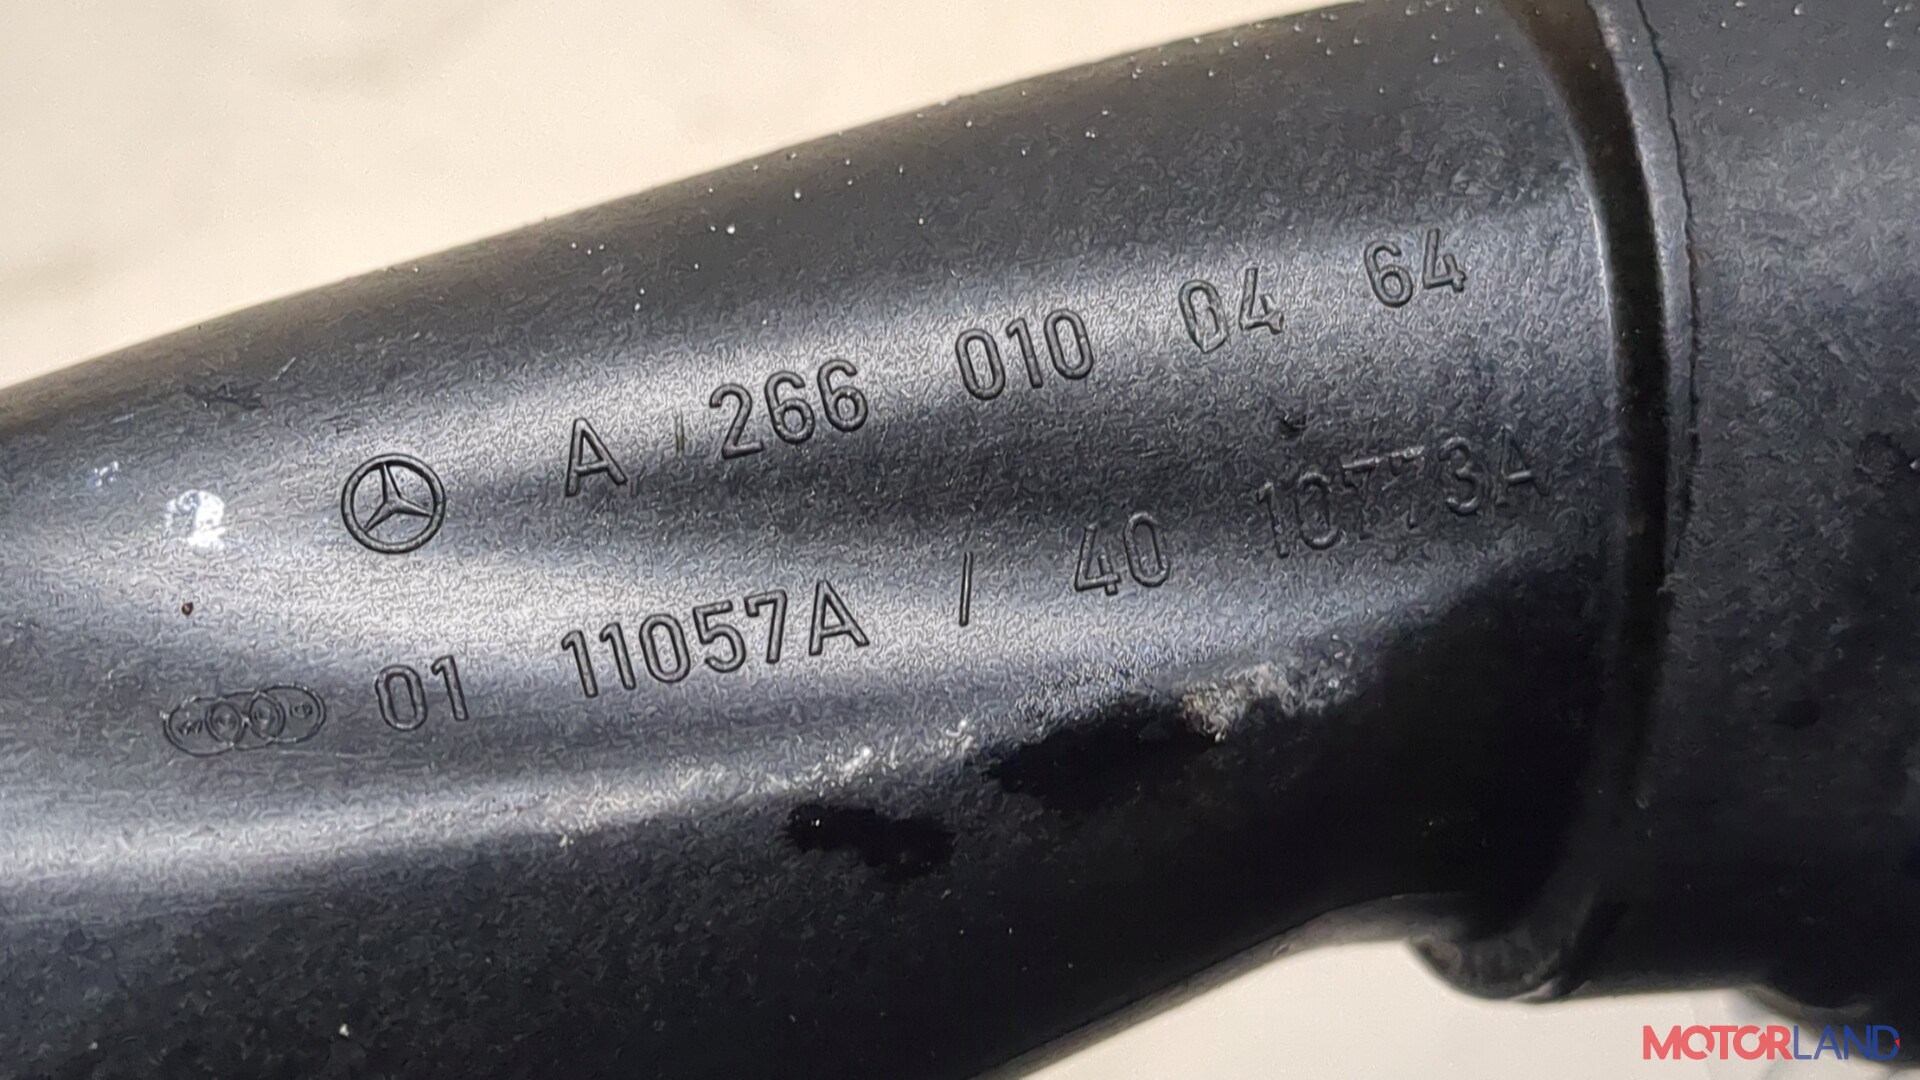 A 266 010 04 64
01 11057A / 40 10773A
MOTORLAND